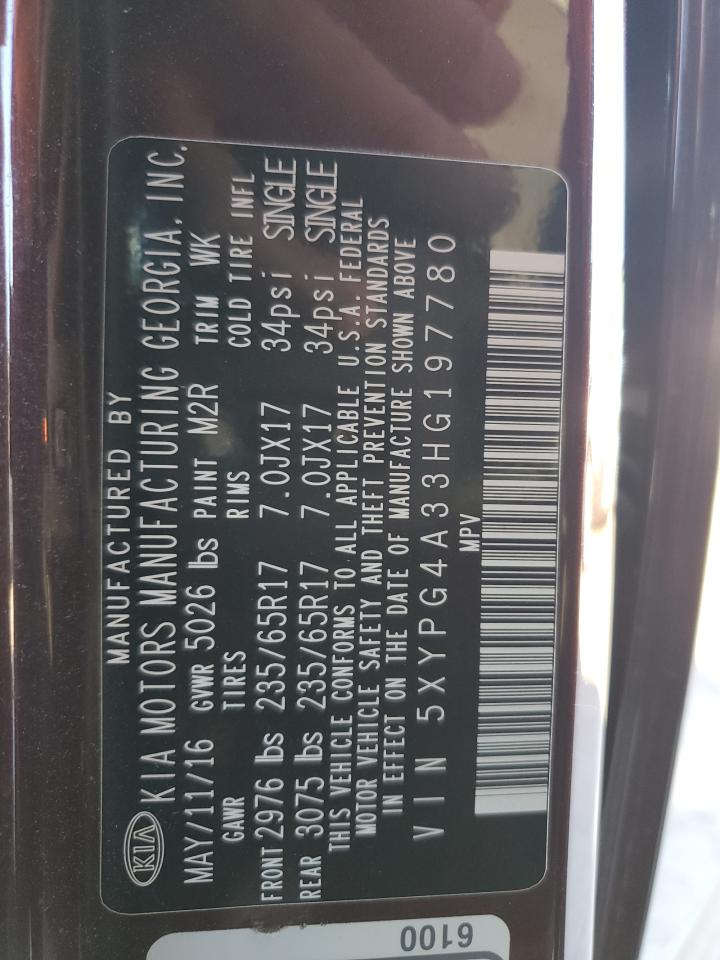 MANUFACTURED BY
KIA KIA MOTORS MANUFACTURING GEORGIA, INC.
MAY/11/16 GVWR 5026 lbs PAINT M2R TRIM WK
GAWR TIRES RIMS COLD TIRE INFL
FRONT 2976 lbs 235/65R17 7.0JX17 34psi SINGLE
REAR 3075 lbs 235/65R17 7.0JX17 34psi SINGLE
THIS VEHICLE CONFORMS TO ALL APPLICABLE U.S.A. FEDERAL
MOTOR VEHICLE SAFETY AND THEFT PREVENTION STANDARDS
IN EFFECT ON THE DATE OF MANUFACTURE SHOWN ABOVE
VIN 5XYPG4A33HG197780
MPV
6100